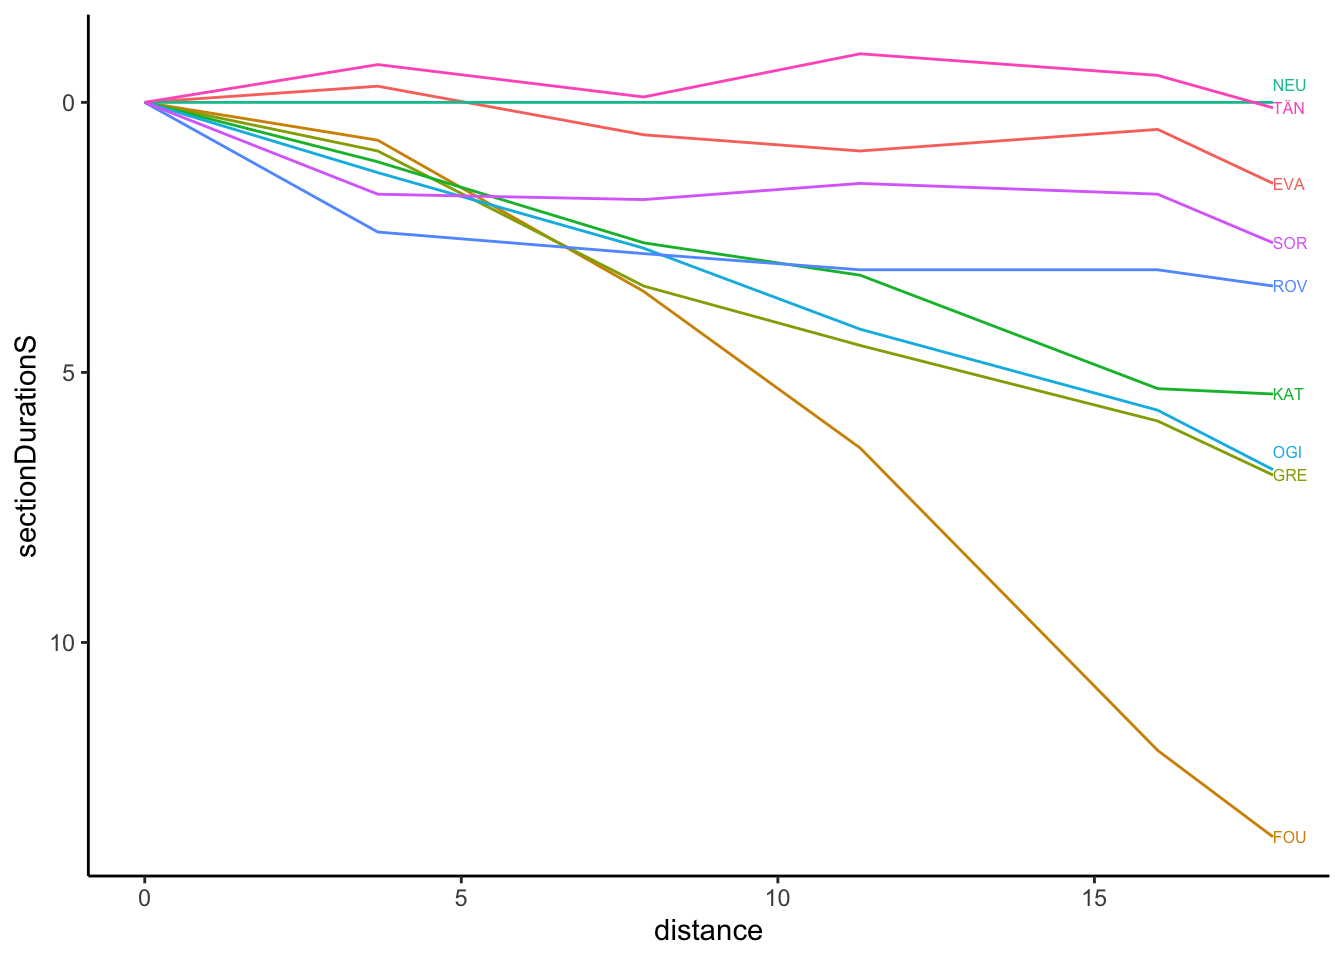 NEU
0
TÄN
EVA
SOR
ROV
sectionDurationS
5
KAT
OGI
GRE
10
FOU
0 5 10 15
distance